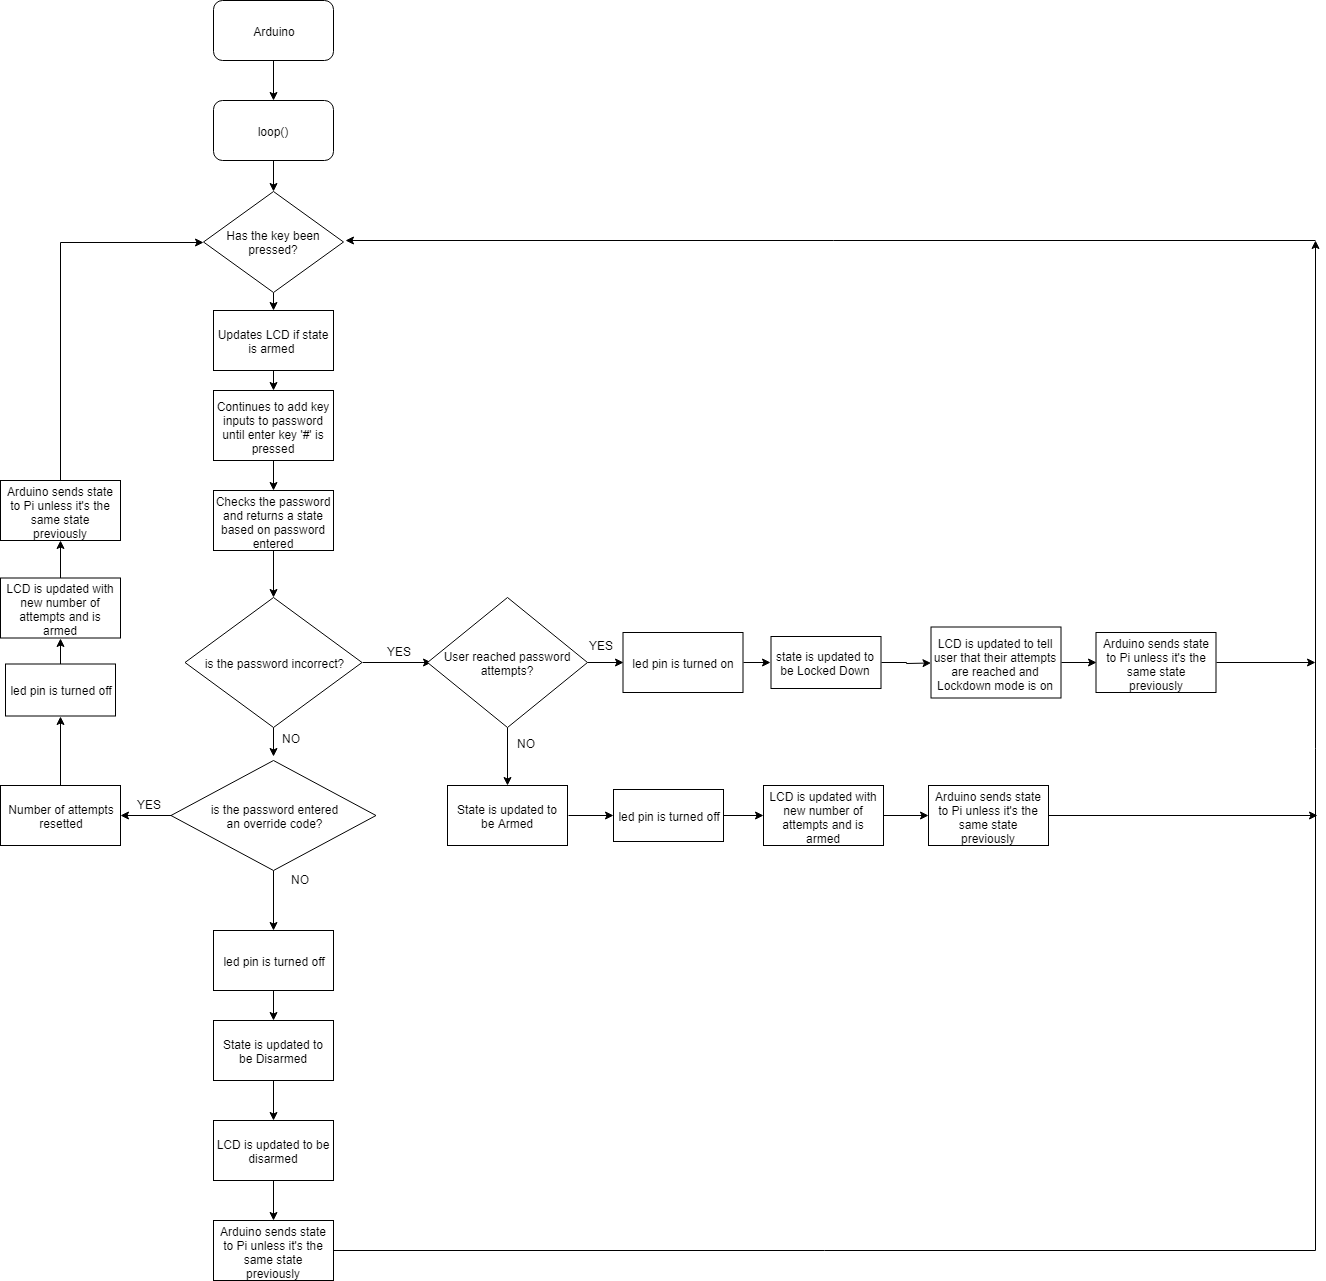 Arduino
loop()
Has the key been
pressed?
Updates LCD if state
is armed
Continues to add key
inputs to password
until enter key '#' is
pressed
Checks the password
and returns a state
based on password
entered
is the password incorrect?
YES
User reached password
attempts?
YES
led pin is turned on
state is updated to
be Locked Down
LCD is updated to tell
user that their attempts
are reached and
Lockdown mode is on
Arduino sends state
to Pi unless it's the
same state
previously
NO
State is updated to
be Armed
led pin is turned off
LCD is updated with
new number of
attempts and is
armed
Arduino sends state
to Pi unless it's the
same state
previously
NO
is the password entered
an override code?
YES
Number of attempts
resetted
led pin is turned off
LCD is updated with
new number of
attempts and is
armed
Arduino sends state
to Pi unless it's the
same state
previously
NO
led pin is turned off
State is updated to
be Disarmed
LCD is updated to be
disarmed
Arduino sends state
to Pi unless it's the
same state
previously